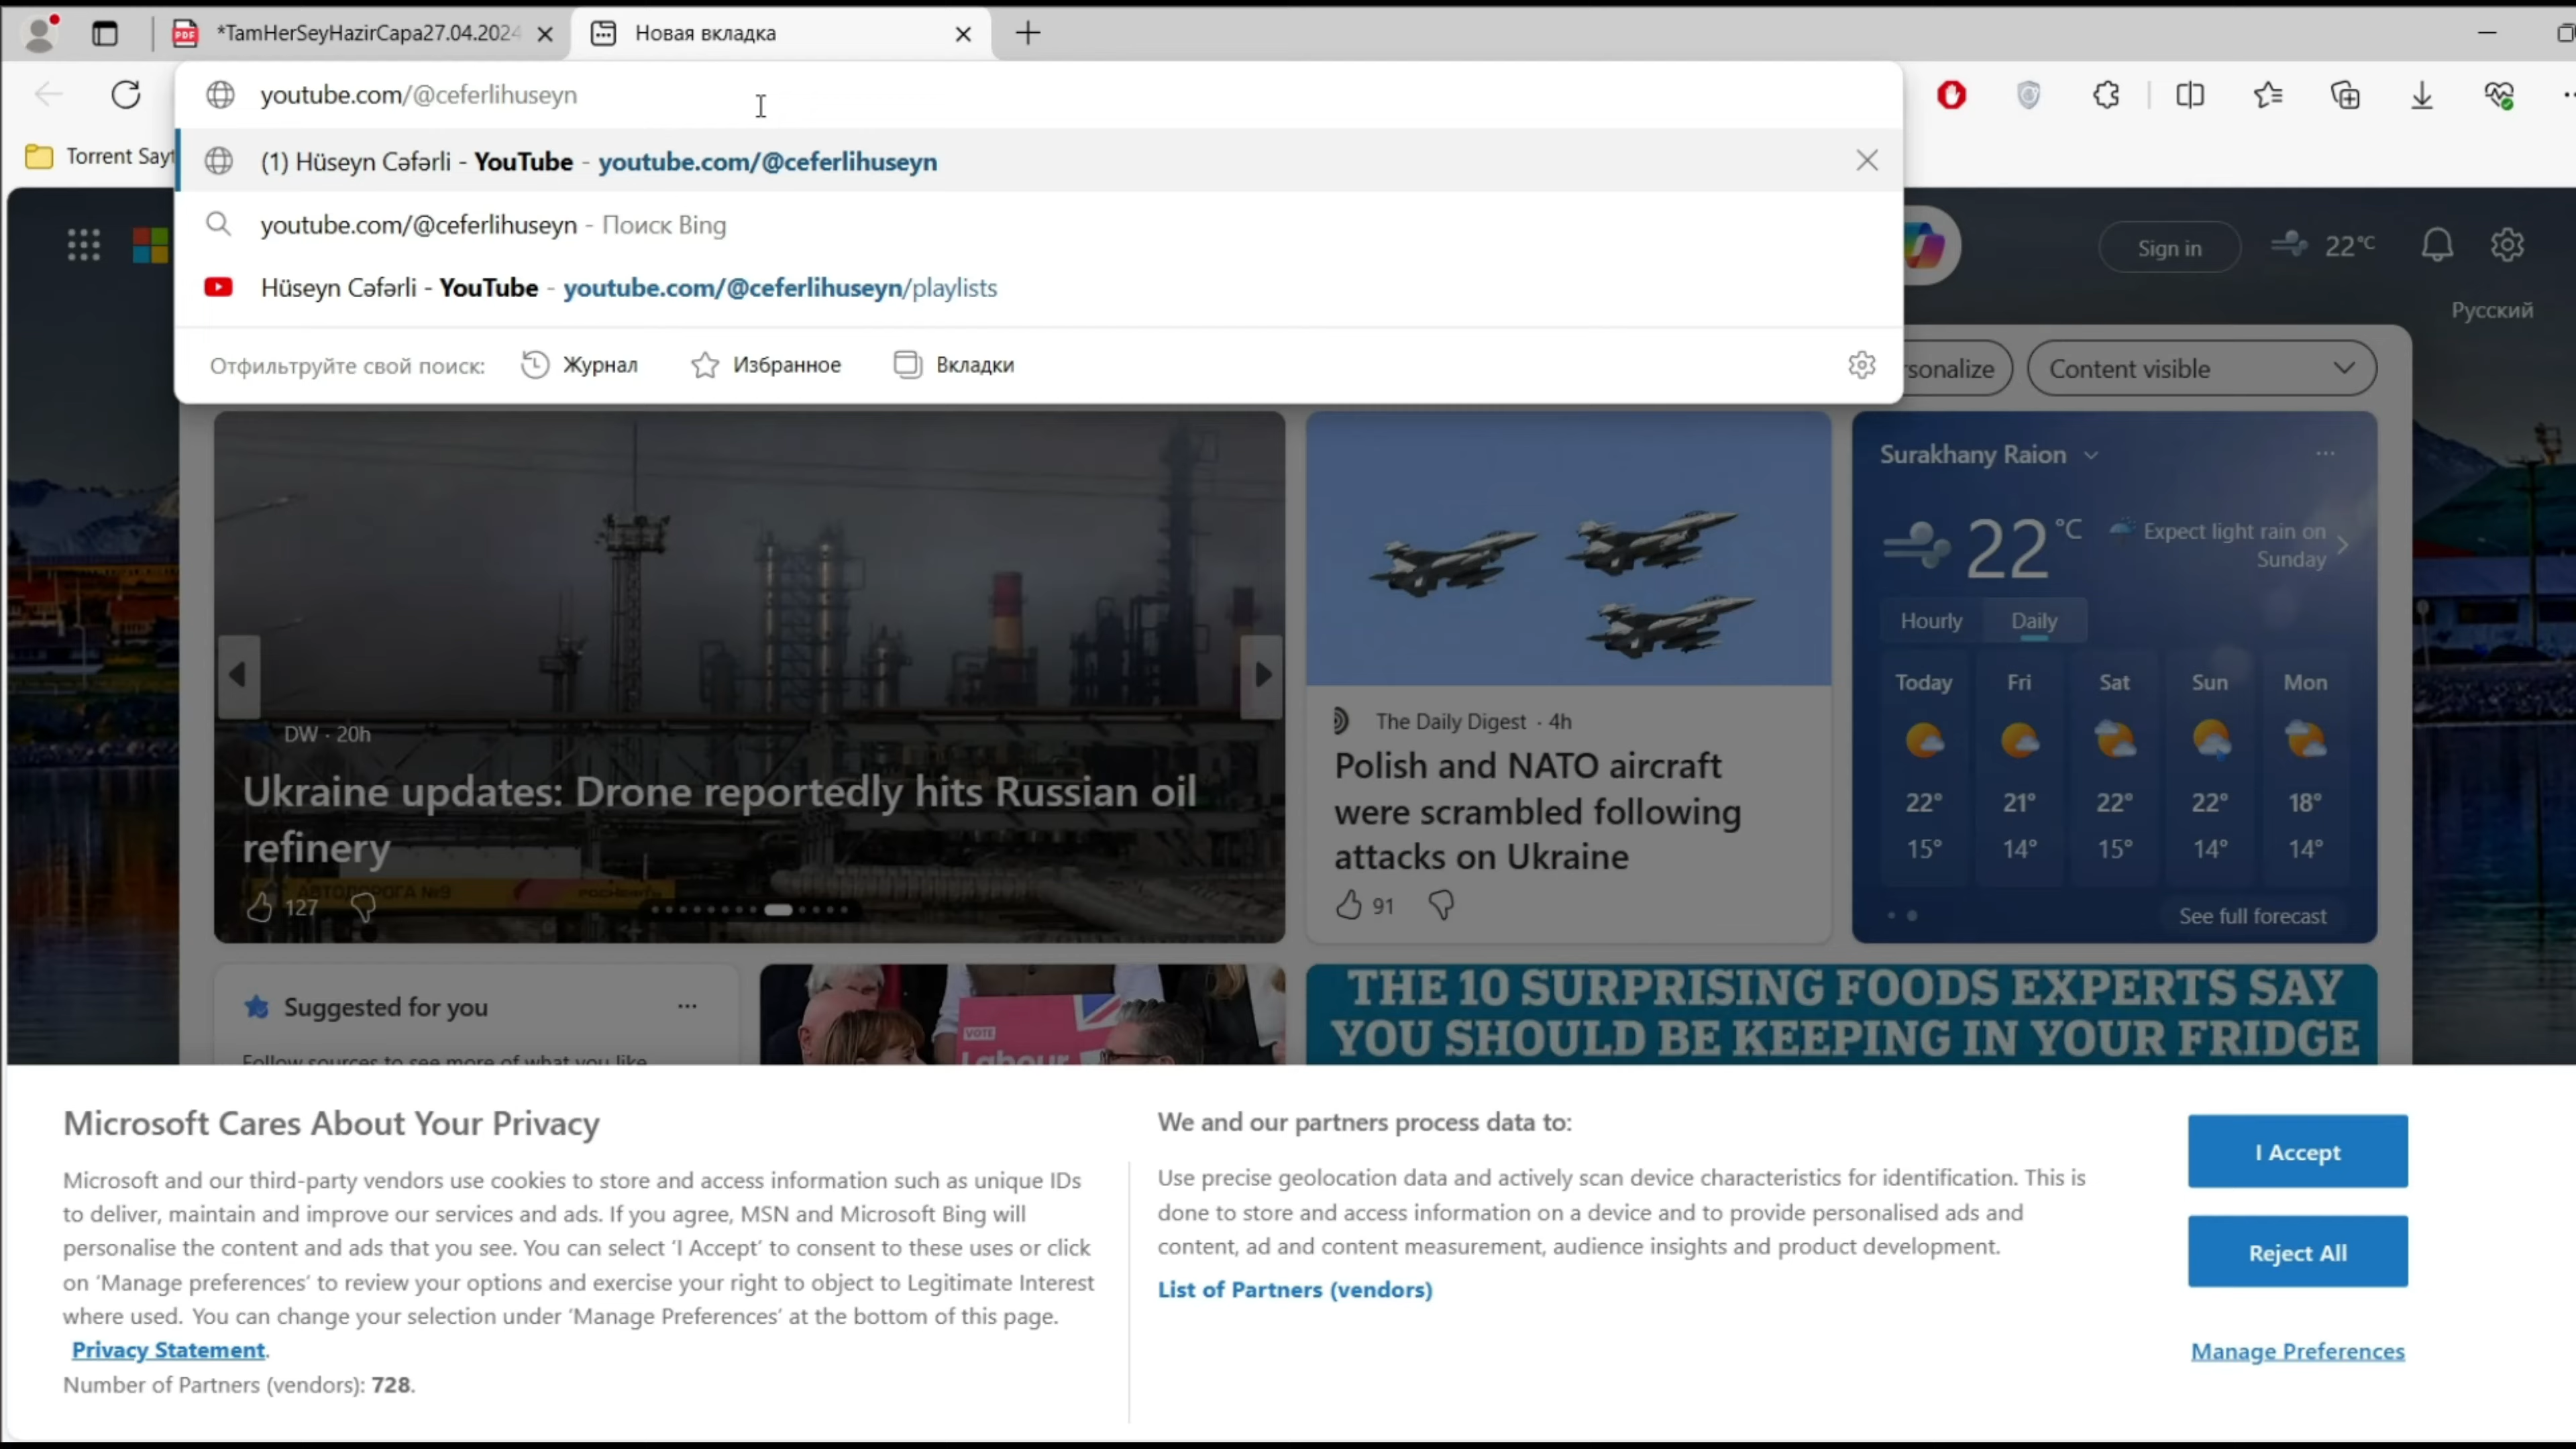 *TamHerSeyHazirCapa27.04.2024
Новая вкладка
youtube.com/@ceferlihuseyn
(1) Hüseyn Cəfərli - YouTube - youtube.com/@ceferlihuseyn
youtube.com/@ceferlihuseyn - Поиск Bing
Hüseyn Cəfərli - YouTube - youtube.com/@ceferlihuseyn/playlists
Отфильтруйте свой поиск:
Журнал
Избранное
Вкладки
Torrent Sayt
Sign in
22°C
Русский
rsonalize
Content visible
DW · 20h
Ukraine updates: Drone reportedly hits Russian oil
refinery
АВТОДОРОГА №9
127
The Daily Digest · 4h
Polish and NATO aircraft
were scrambled following
attacks on Ukraine
91
Surakhany Raion
22 °C
Expect light rain on
Sunday
Hourly
Daily
Today Fri Sat Sun Mon
22° 21° 22° 22° 18°
15° 14° 15° 14° 14°
See full forecast
Suggested for you
Follow sources to see more of what you like
VOTE
Labour
THE 10 SURPRISING FOODS EXPERTS SAY
YOU SHOULD BE KEEPING IN YOUR FRIDGE
Microsoft Cares About Your Privacy
Microsoft and our third-party vendors use cookies to store and access information such as unique IDs
to deliver, maintain and improve our services and ads. If you agree, MSN and Microsoft Bing will
personalise the content and ads that you see. You can select ‘I Accept’ to consent to these uses or click
on ‘Manage preferences’ to review your options and exercise your right to object to Legitimate Interest
where used. You can change your selection under ‘Manage Preferences’ at the bottom of this page.
Privacy Statement.
Number of Partners (vendors): 728.
We and our partners process data to:
Use precise geolocation data and actively scan device characteristics for identification. This is
done to store and access information on a device and to provide personalised ads and
content, ad and content measurement, audience insights and product development.
List of Partners (vendors)
I Accept
Reject All
Manage Preferences